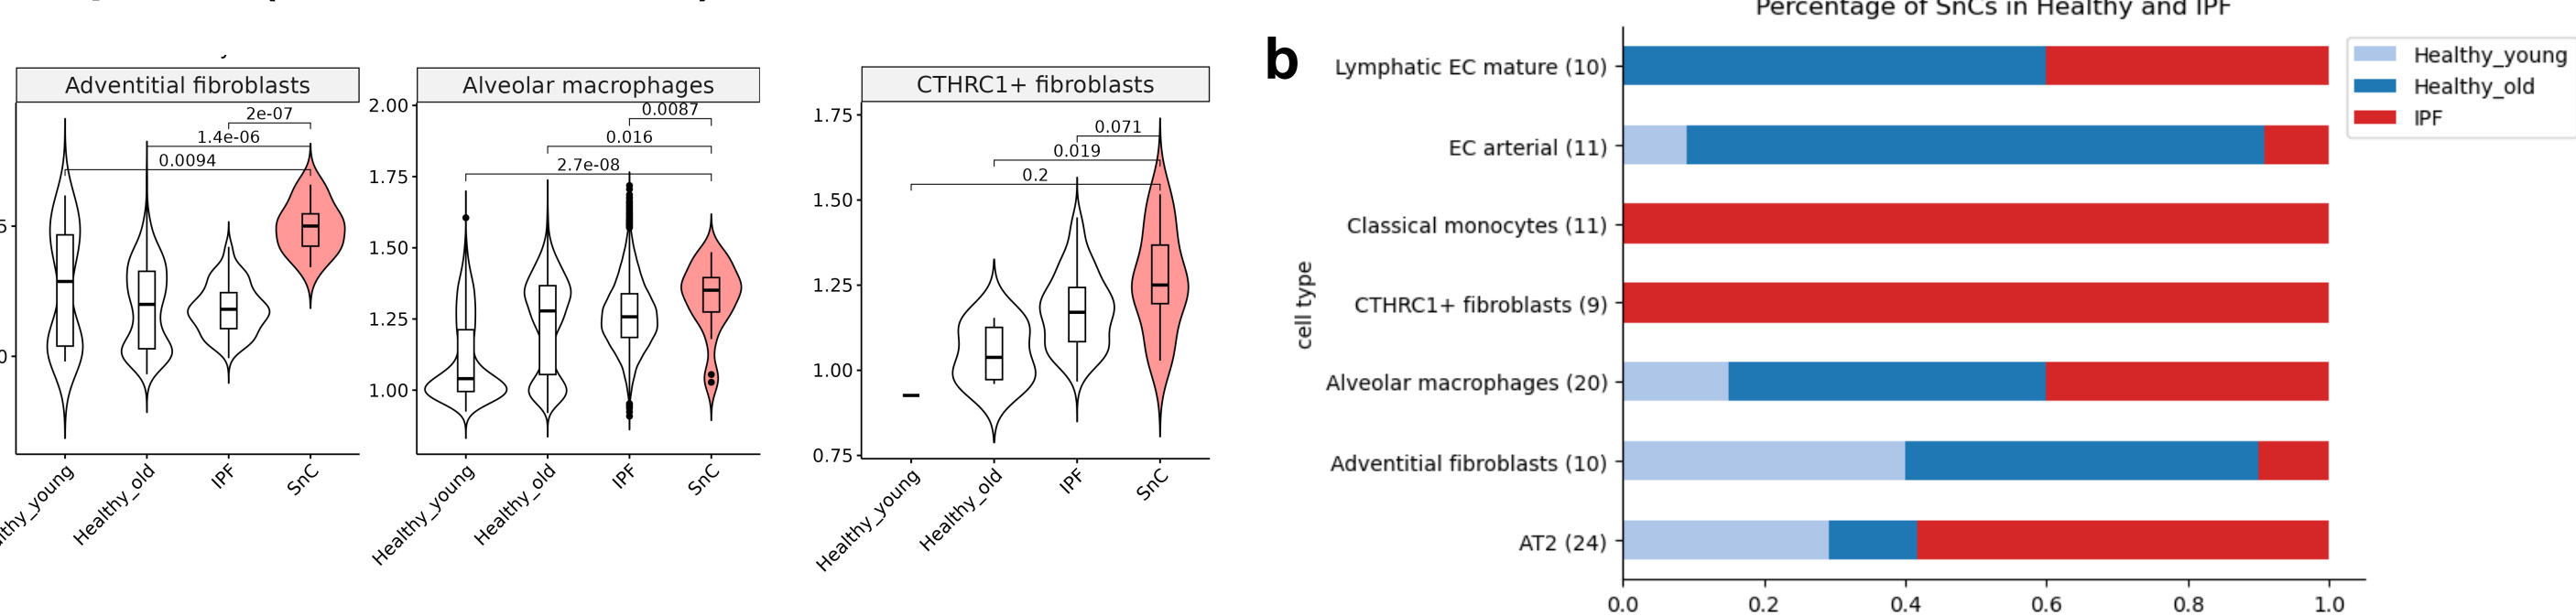 Adventitial fibroblasts
2e-07
1.4e-06
0.0094
Healthy_old
IPF
SnC
Alveolar macrophages
2.00
1.75
1.50
1.25
1.00
0.0087
0.016
2.7e-08
Healthy_young
Healthy_old
IPF
SnC
CTHRC1+ fibroblasts
1.75
1.50
1.25
1.00
0.75
0.071
0.019
0.2
Healthy_young
Healthy_old
IPF
SnC
b
Percentage of SnCs in Healthy and IPF
cell type
Lymphatic EC mature (10)
EC arterial (11)
Classical monocytes (11)
CTHRC1+ fibroblasts (9)
Alveolar macrophages (20)
Adventitial fibroblasts (10)
AT2 (24)
0.0 0.2 0.4 0.6 0.8 1.0
Healthy_young
Healthy_old
IPF